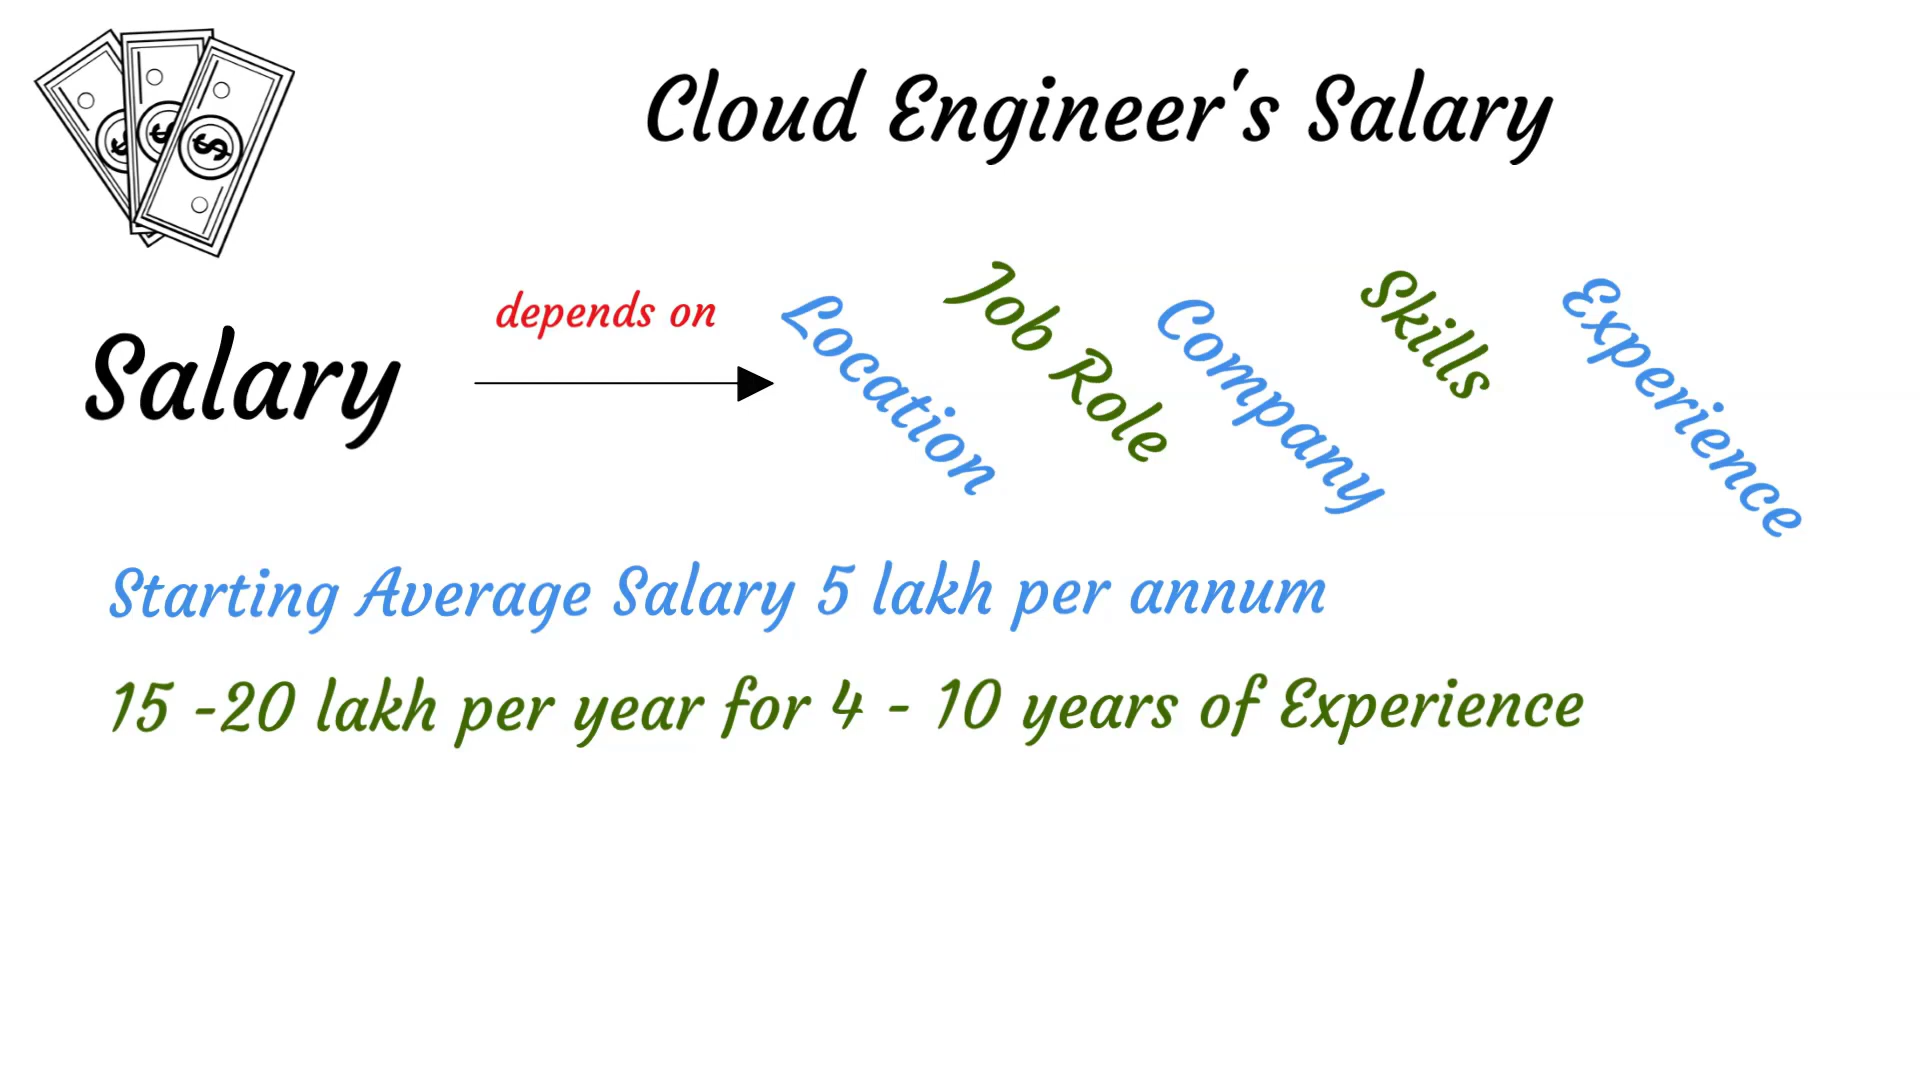 Cloud Engineer's Salary
Salary
depends on
Location
Job Role
Company
Skills
Experience
Starting Average Salary 5 lakh per annum
15 -20 lakh per year for 4 - 10 years of Experience
$
$
$